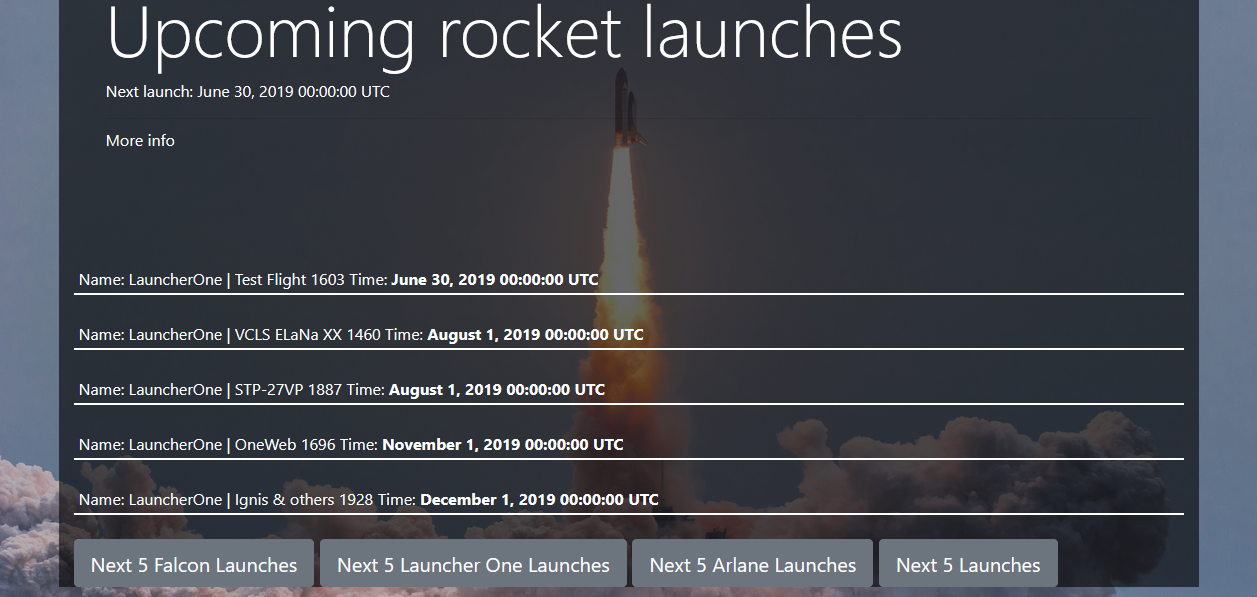 Upcoming rocket launches
Next launch: June 30, 2019 00:00:00 UTC
More info
Name: LauncherOne | Test Flight 1603 Time: June 30, 2019 00:00:00 UTC
Name: LauncherOne | VCLS ELaNa XX 1460 Time: August 1, 2019 00:00:00 UTC
Name: LauncherOne | STP-27VP 1887 Time: August 1, 2019 00:00:00 UTC
Name: LauncherOne | OneWeb 1696 Time: November 1, 2019 00:00:00 UTC
Name: LauncherOne | Ignis & others 1928 Time: December 1, 2019 00:00:00 UTC
Next 5 Falcon Launches Next 5 Launcher One Launches Next 5 Arlane Launches Next 5 Launches